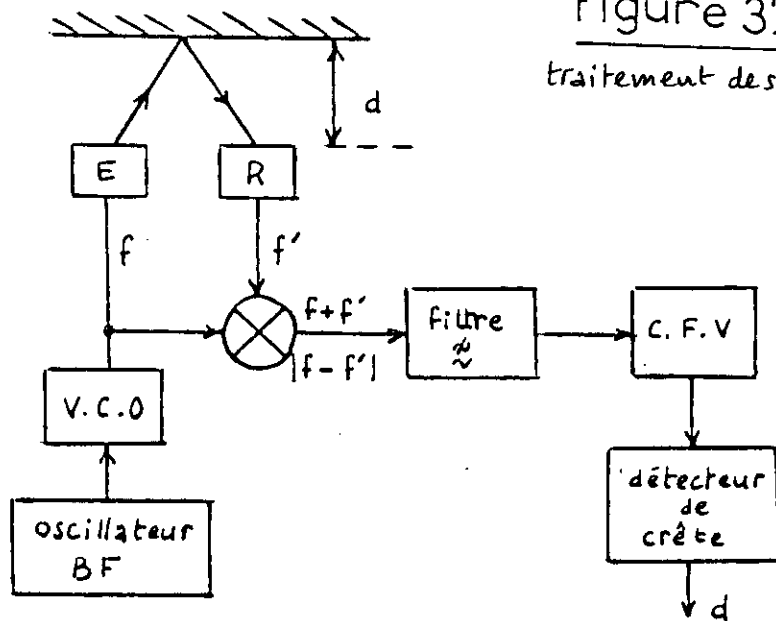 Figure 3
traitement des
d
E
R
f
f'
f+f'
|f-f'|
filtre
C.F.V
V.C.O
détecteur
de
crête
oscillateur
BF
d